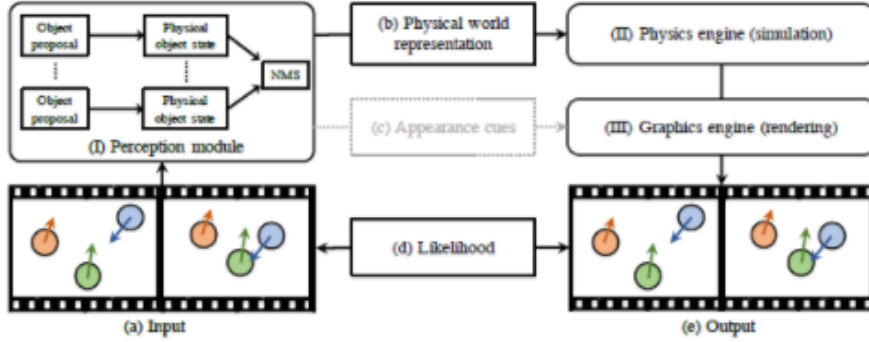 Object
proposal
Physical
object state
NMS
Object
proposal
Physical
object state
(I) Perception module
(b) Physical world
representation
(II) Physics engine (simulation)
(c) Appearance cues
(III) Graphics engine (rendering)
(d) Likelihood
(a) Input
(e) Output